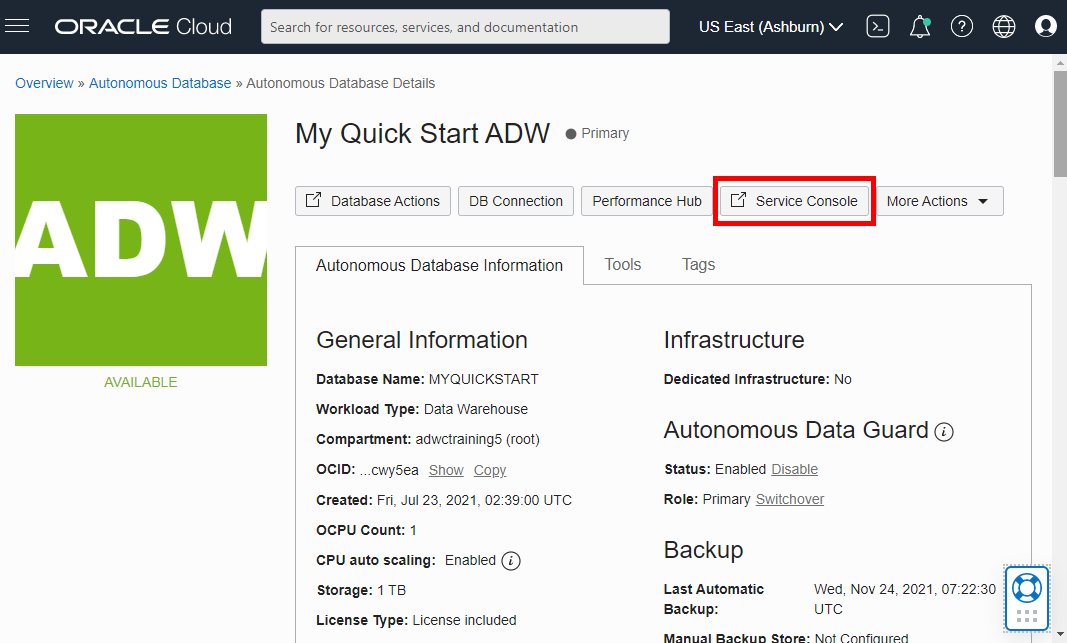 ORACLE Cloud
Search for resources, services, and documentation
US East (Ashburn)
Overview » Autonomous Database » Autonomous Database Details
ADW
AVAILABLE
My Quick Start ADW
Primary
Database Actions
DB Connection
Performance Hub
Service Console
More Actions
Autonomous Database Information
Tools
Tags
General Information
Database Name: MYQUICKSTART
Workload Type: Data Warehouse
Compartment: adwctraining5 (root)
OCID: ...cwy5ea Show Copy
Created: Fri, Jul 23, 2021, 02:39:00 UTC
OCPU Count: 1
CPU auto scaling: Enabled i
Storage: 1 TB
License Type: License included
Infrastructure
Dedicated Infrastructure: No
Autonomous Data Guard i
Status: Enabled Disable
Role: Primary Switchover
Backup
Last Automatic Wed, Nov 24, 2021, 07:22:30
Backup: UTC
Manual Backup Store: Not Configured